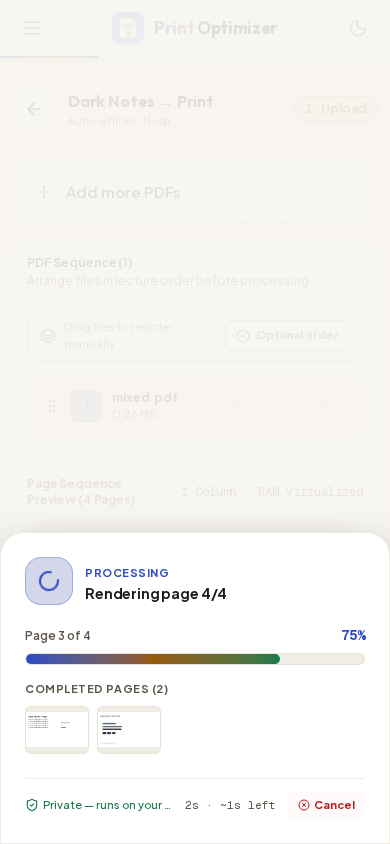 Print Optimizer
Dark Notes → Print
Auto-whiten · N-up
1 · Upload
Add more PDFs
PDF Sequence (1)
Arrange files in lecture order before processing.
Drag files to reorder
manually
Optimal order
1
mixed.pdf
0.26 MB
Page Sequence
Preview (4 Pages)
1 Column · RAM Virtualized
PROCESSING
Rendering page 4/4
Page 3 of 4
75%
COMPLETED PAGES (2)
Private — runs on your …
2s · ~1s left
Cancel